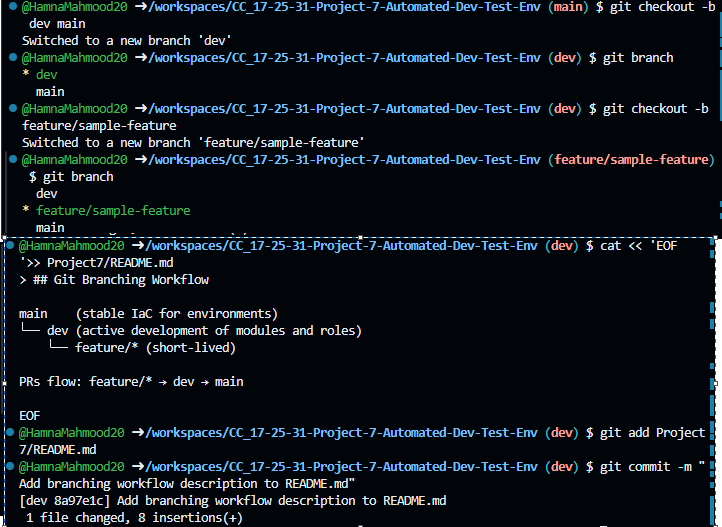 @HamnaMahmood20 ➜/workspaces/CC_17-25-31-Project-7-Automated-Dev-Test-Env (main) $ git checkout -b
dev main
Switched to a new branch 'dev'
@HamnaMahmood20 ➜/workspaces/CC_17-25-31-Project-7-Automated-Dev-Test-Env (dev) $ git branch
* dev
main
@HamnaMahmood20 ➜/workspaces/CC_17-25-31-Project-7-Automated-Dev-Test-Env (dev) $ git checkout -b
feature/sample-feature
Switched to a new branch 'feature/sample-feature'
@HamnaMahmood20 ➜/workspaces/CC_17-25-31-Project-7-Automated-Dev-Test-Env (feature/sample-feature)
$ git branch
dev
* feature/sample-feature
main
@HamnaMahmood20 ➜/workspaces/CC_17-25-31-Project-7-Automated-Dev-Test-Env (dev) $ cat << 'EOF
'>> Project7/README.md
> ## Git Branching Workflow
main    (stable IaC for environments)
└── dev (active development of modules and roles)
└── feature/* (short-lived)
PRs flow: feature/* → dev → main
EOF
@HamnaMahmood20 ➜/workspaces/CC_17-25-31-Project-7-Automated-Dev-Test-Env (dev) $ git add Project
7/README.md
@HamnaMahmood20 ➜/workspaces/CC_17-25-31-Project-7-Automated-Dev-Test-Env (dev) $ git commit -m "
Add branching workflow description to README.md"
[dev 8a97e1c] Add branching workflow description to README.md
1 file changed, 8 insertions(+)